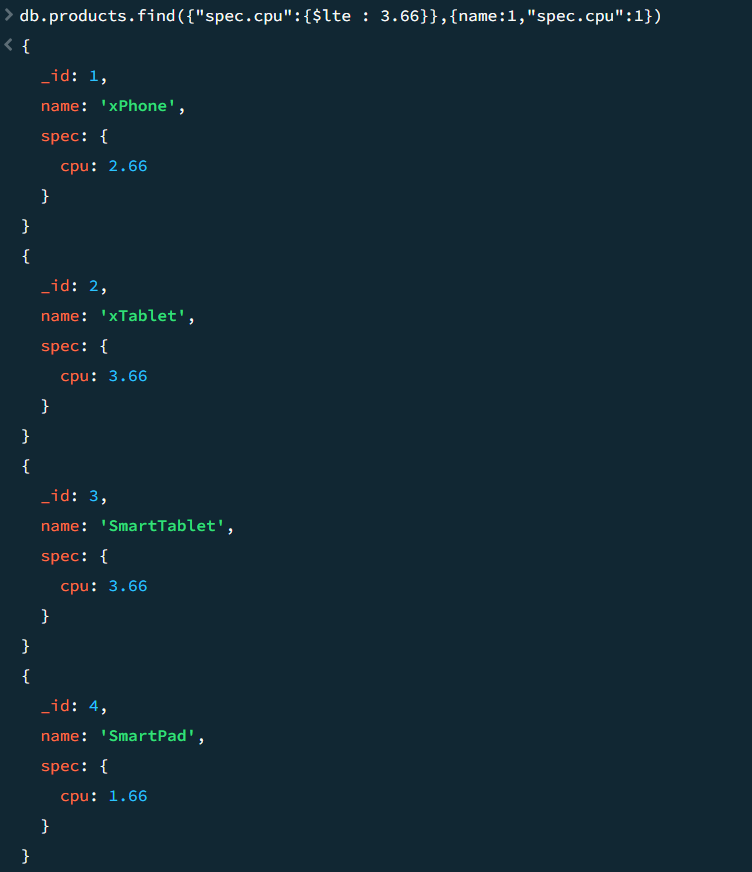 > db.products.find({"spec.cpu":{$lte : 3.66}},{name:1,"spec.cpu":1})
< {
  _id: 1,
  name: 'xPhone',
  spec: {
    cpu: 2.66
  }
}
{
  _id: 2,
  name: 'xTablet',
  spec: {
    cpu: 3.66
  }
}
{
  _id: 3,
  name: 'SmartTablet',
  spec: {
    cpu: 3.66
  }
}
{
  _id: 4,
  name: 'SmartPad',
  spec: {
    cpu: 1.66
  }
}